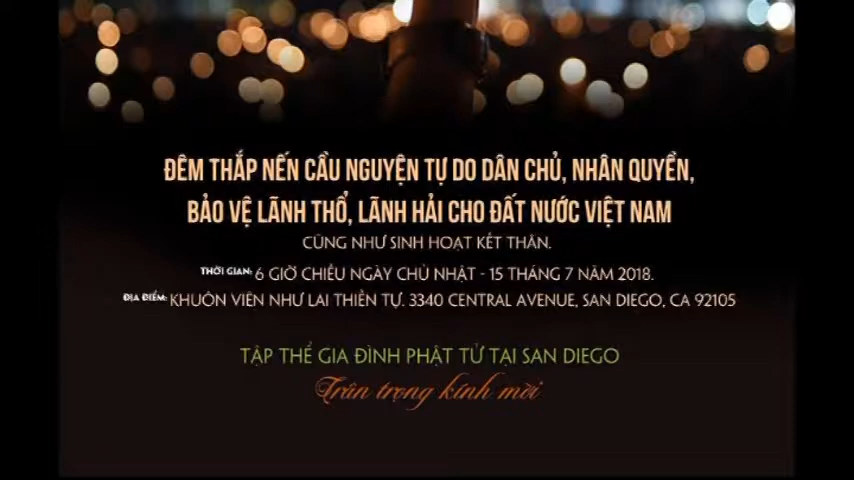 ĐÊM THẮP NẾN CẦU NGUYỆN TỰ DO DÂN CHỦ, NHÂN QUYỀN,
BẢO VỆ LÃNH THỔ, LÃNH HẢI CHO ĐẤT NƯỚC VIỆT NAM
CŨNG NHƯ SINH HOẠT KẾT THÂN.
THỜI GIAN: 6 GIỜ CHIỀU NGÀY CHỦ NHẬT - 15 THÁNG 7 NĂM 2018.
ĐỊA ĐIỂM: KHUÔN VIÊN NHƯ LAI THIỀN TỰ. 3340 CENTRAL AVENUE, SAN DIEGO, CA 92105
TẬP THỂ GIA ĐÌNH PHẬT TỬ TẠI SAN DIEGO
Trân trọng kính mời